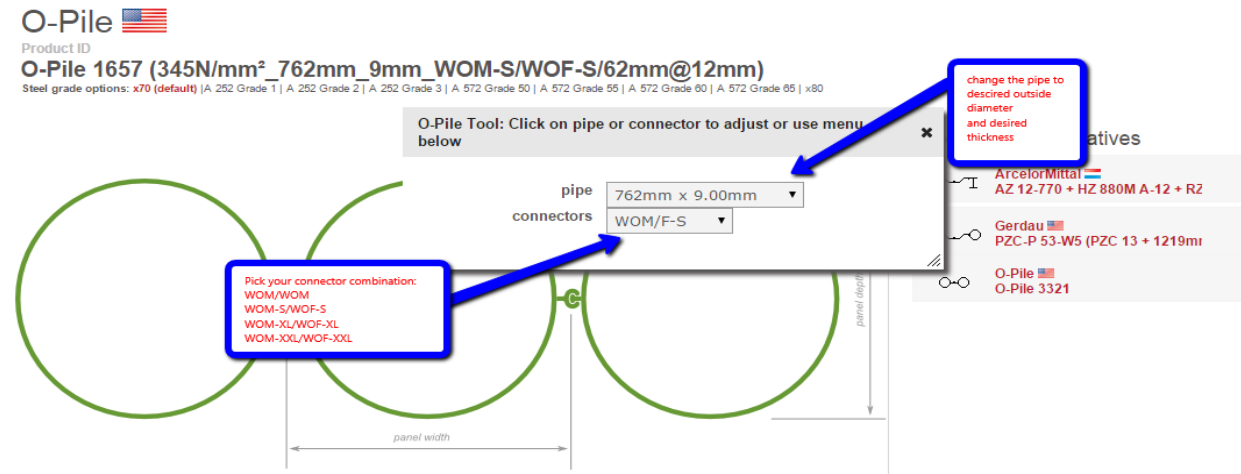 O-Pile
Product ID
O-Pile 1657 (345N/mm²_762mm_9mm_WOM-S/WOF-S/62mm@12mm)
Steel grade options: x70 (default) |A 252 Grade 1 | A 252 Grade 2 | A 252 Grade 3 | A 572 Grade 50 | A 572 Grade 55 | A 572 Grade 60 | A 572 Grade 65 | x80
O-Pile Tool: Click on pipe or connector to adjust or use menu
below
pipe
762mm x 9.00mm
connectors
WOM/F-S
change the pipe to
descired outside
diameter
and desired
thickness
atives
ArcelorMittal
AZ 12-770 + HZ 880M A-12 + RZ
Gerdau
PZC-P 53-W5 (PZC 13 + 1219mm
O-Pile
O-Pile 3321
Pick your connector combination:
WOM/WOM
WOM-S/WOF-S
WOM-XL/WOF-XL
WOM-XXL/WOF-XXL
panel depth
panel width